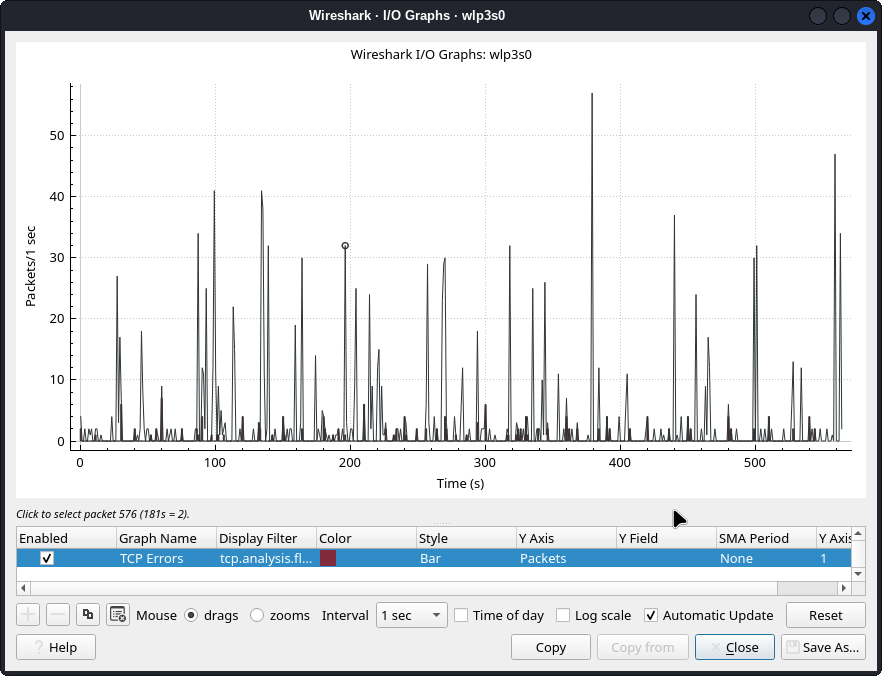 Wireshark · I/O Graphs · wlp3s0
Wireshark I/O Graphs: wlp3s0
Packets/1 sec
50
40
30
20
10
0
0 100 200 300 400 500
Time (s)
Click to select packet 576 (181s = 2).
Enabled Graph Name Display Filter Color Style Y Axis Y Field SMA Period Y Axis
TCP Errors tcp.analysis.fl... Bar Packets None 1
Mouse drags zooms Interval 1 sec Time of day Log scale Automatic Update Reset
? Help Copy Copy from Close Save As...